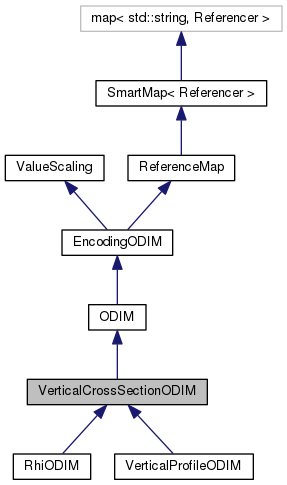 map< std::string, Referencer >
SmartMap< Referencer >
ValueScaling
ReferenceMap
EncodingODIM
ODIM
VerticalCrossSectionODIM
RhiODIM
VerticalProfileODIM